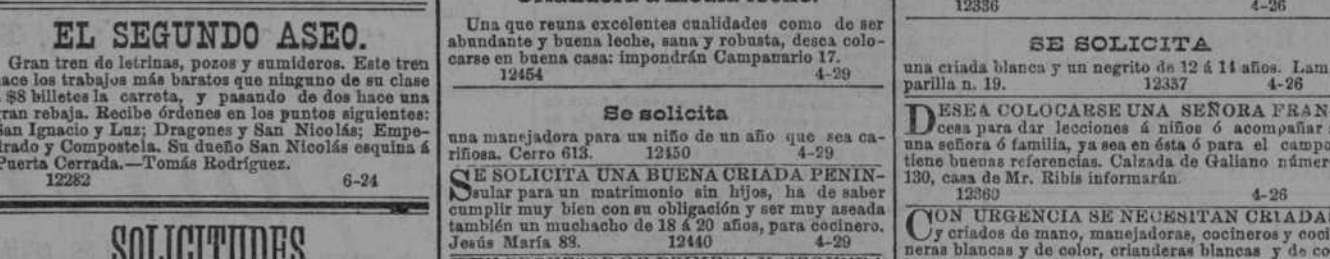 EL SEGUNDO ASEO.
Gran tren de letrinas, pozos y sumideros. Este tren
hace los trabajos más baratos que ninguno de su clase
$8 billetes la carreta, y pasando de dos hace una
gran rebaja. Recibe órdenes en los puntos siguientes:
San Ignacio y Luz; Dragones y San Nicolás; Empe-
drado y Compostela. Su dueño San Nicolás esquina á
Puerta Cerrada.—Tomás Rodríguez.
12282 6-24
SOLICITUDES
Una que reuna excelentes cualidades como de ser
abundante y buena leche, sana y robusta, desea colo-
carse en buena casa: impondrán Campanario 17.
12454 4-29
Se solicita
una manejadora para un niño de un año que sea ca-
riñosa. Cerro 613. 12450 4-29
SE SOLICITA UNA BUENA CRIADA PENIN-
sular para un matrimonio sin hijos, ha de saber
cumplir muy bien con su obligación y ser muy aseada
también un muchacho de 18 á 20 años, para cocinero.
Jesús María 88. 12440 4-29
12336 4-26
SE SOLICITA
una criada blanca y un negrito de 12 á 14 años. Lam
parilla n. 19. 12337 4-26
DESEA COLOCARSE UNA SEÑORA FRAN-
cesa para dar lecciones á niños ó acompañar
una señora ó familia, ya sea en ésta ó para el campo
tiene buenas referencias. Calzada de Galiano númer
130, casa de Mr. Ribis informarán.
12360 4-26
CON URGENCIA SE NECESITAN CRIADAS
y criados de mano, manejadoras, cocineros y coci
neras blancas y de color, crianderas blancas y de co